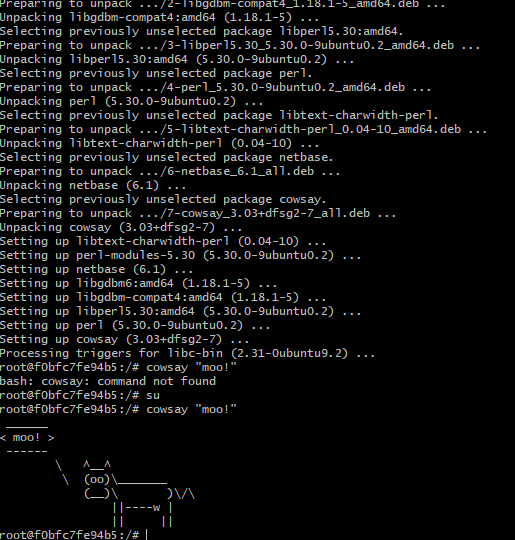 Preparing to unpack .../2-libgdbm-compat4_1.18.1-5_amd64.deb ...
Unpacking libgdbm-compat4:amd64 (1.18.1-5) ...
Selecting previously unselected package libperl5.30:amd64.
Preparing to unpack .../3-libperl5.30_5.30.0-9ubuntu0.2_amd64.deb ...
Unpacking libperl5.30:amd64 (5.30.0-9ubuntu0.2) ...
Selecting previously unselected package perl.
Preparing to unpack .../4-perl_5.30.0-9ubuntu0.2_amd64.deb ...
Unpacking perl (5.30.0-9ubuntu0.2) ...
Selecting previously unselected package libtext-charwidth-perl.
Preparing to unpack .../5-libtext-charwidth-perl_0.04-10_amd64.deb ...
Unpacking libtext-charwidth-perl (0.04-10) ...
Selecting previously unselected package netbase.
Preparing to unpack .../6-netbase_6.1_all.deb ...
Unpacking netbase (6.1) ...
Selecting previously unselected package cowsay.
Preparing to unpack .../7-cowsay_3.03+dfsg2-7_all.deb ...
Unpacking cowsay (3.03+dfsg2-7) ...
Setting up libtext-charwidth-perl (0.04-10) ...
Setting up perl-modules-5.30 (5.30.0-9ubuntu0.2) ...
Setting up netbase (6.1) ...
Setting up libgdbm6:amd64 (1.18.1-5) ...
Setting up libgdbm-compat4:amd64 (1.18.1-5) ...
Setting up libperl5.30:amd64 (5.30.0-9ubuntu0.2) ...
Setting up perl (5.30.0-9ubuntu0.2) ...
Setting up cowsay (3.03+dfsg2-7) ...
Processing triggers for libc-bin (2.31-0ubuntu9.2) ...
root@f0bfc7fe94b5:/# cowsay "moo!"
bash: cowsay: command not found
root@f0bfc7fe94b5:/# su
root@f0bfc7fe94b5:/# cowsay "moo!"
 ______
< moo! >
 ------
        \   ^__^
         \  (oo)\_______
            (__)\       )\/\
                ||----w |
                ||     ||
root@f0bfc7fe94b5:/#